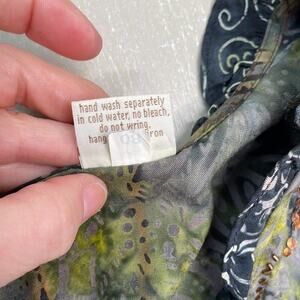 hand wash separately
in cold water, no bleach,
do not wring,
hang iron